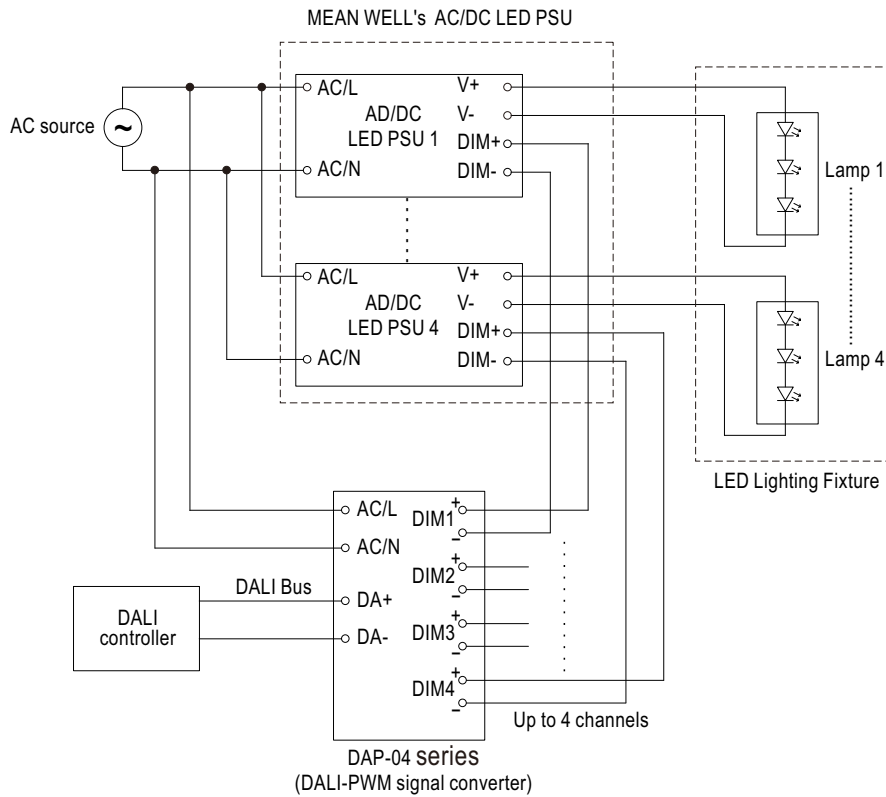 MEAN WELL's AC/DC LED PSU
AC source
~
AC/L
AD/DC
LED PSU 1
AC/N
V+
V-
DIM+
DIM-
Lamp 1
AC/L
AD/DC
LED PSU 4
AC/N
V+
V-
DIM+
DIM-
Lamp 4
LED Lighting Fixture
AC/L
AC/N
DA+
DA-
DIM1
+
-
DIM2
+
-
DIM3
+
-
DIM4
+
-
DALI Bus
DALI
controller
Up to 4 channels
DAP-04 series
(DALI-PWM signal converter)